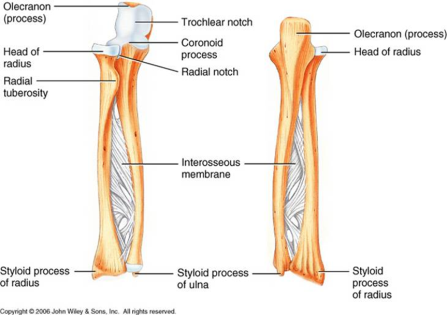 Olecranon
(process)
Trochlear notch
Coronoid
process
Head of
radius
Radial notch
Radial
tuberosity
Olecranon (process)
Head of radius
Interosseous
membrane
Styloid process
of radius
Styloid process
of ulna
Styloid
process
of radius
Copyright © 2006 John Wiley & Sons, Inc. All rights reserved.